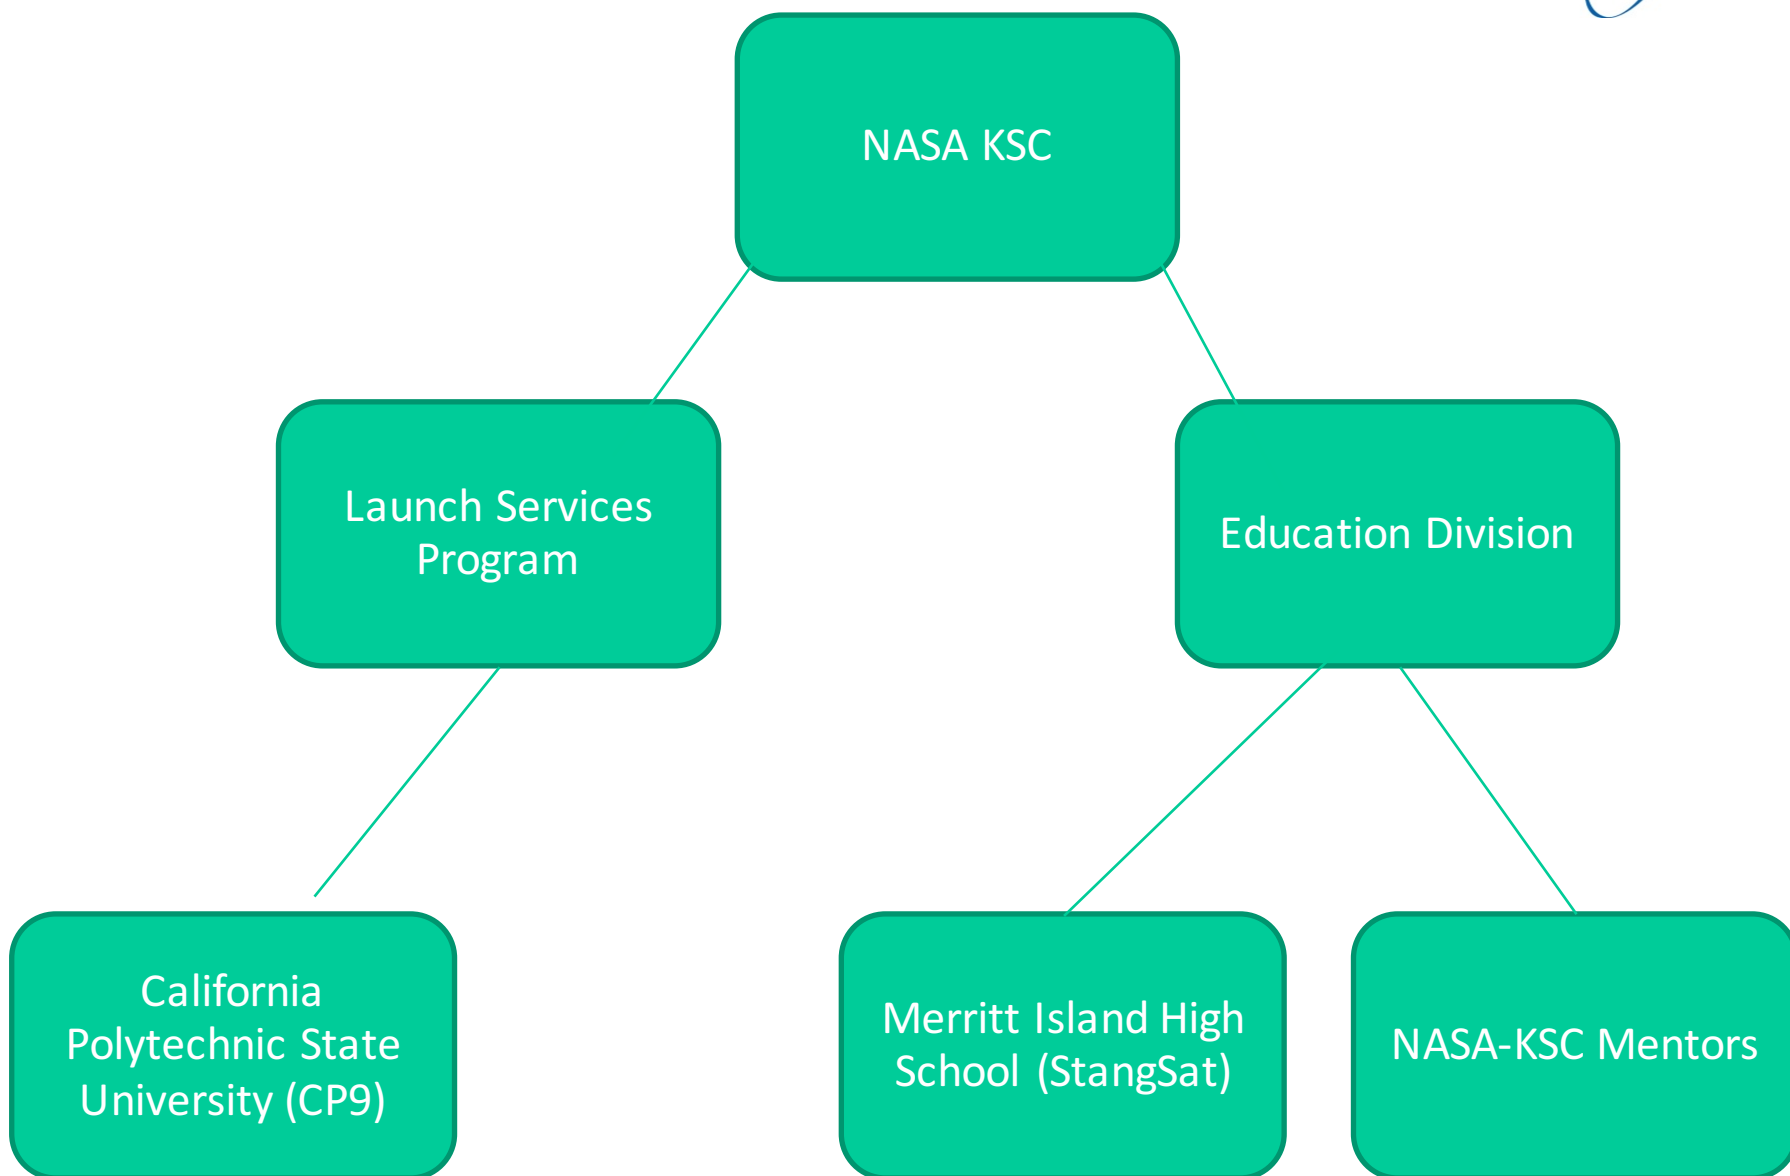 NASA KSC
Launch Services
Program
Education Division
California
Polytechnic State
University (CP9)
Merritt Island High
School (StangSat)
NASA-KSC Mentors